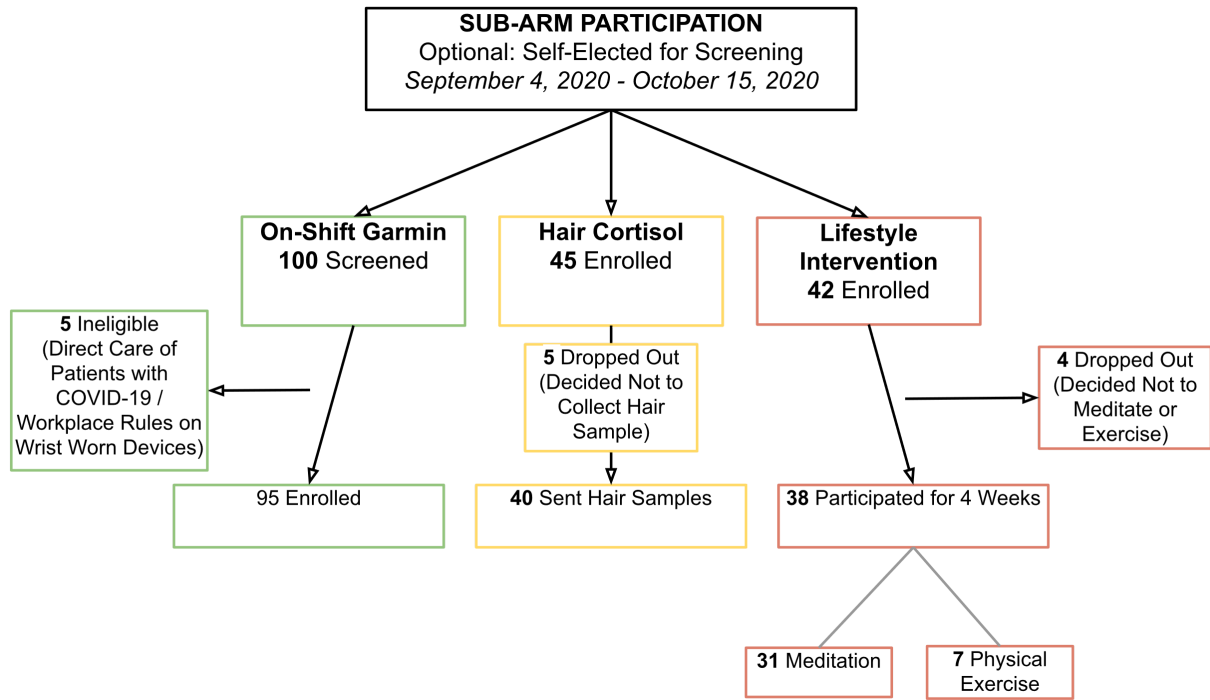 SUB-ARM PARTICIPATION
Optional: Self-Elected for Screening
September 4, 2020 - October 15, 2020
On-Shift Garmin
100 Screened
Hair Cortisol
45 Enrolled
Lifestyle
Intervention
42 Enrolled
5 Ineligible
(Direct Care of
Patients with
COVID-19 /
Workplace Rules on
Wrist Worn Devices)
5 Dropped Out
(Decided Not to
Collect Hair
Sample)
4 Dropped Out
(Decided Not to
Meditate or
Exercise)
95 Enrolled
40 Sent Hair Samples
38 Participated for 4 Weeks
31 Meditation
7 Physical
Exercise